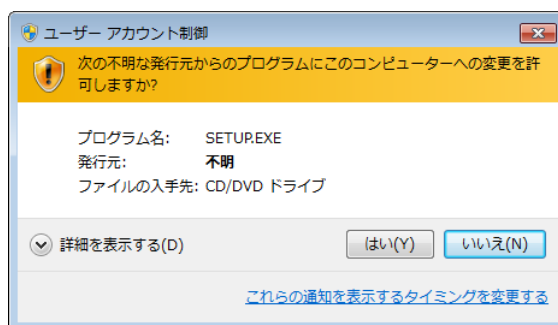 ユーザー アカウント制御
次の不明な発行元からのプログラムにこのコンピューターへの変更を許
可しますか?
プログラム名: SETUP.EXE
発行元: 不明
ファイルの入手先: CD/DVD ドライブ
詳細を表示する(D)
はい(Y)
いいえ(N)
これらの通知を表示するタイミングを変更する